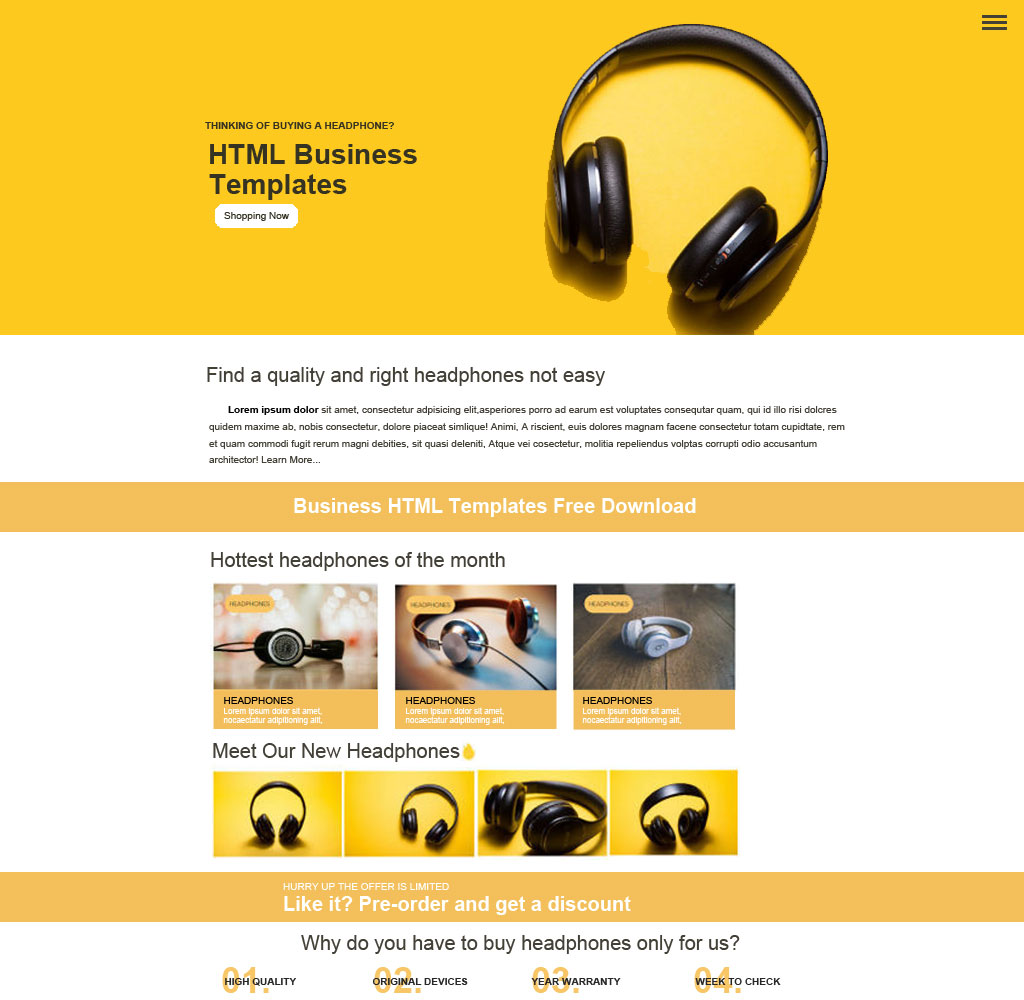 THINKING OF BUYING A HEADPHONE?
HTML Business
Templates
Shopping Now
Find a quality and right headphones not easy
Lorem ipsum dolor sit amet, consectetur adpisicing elit,asperiores porro ad earum est voluptates consequtar quam, qui id illo risi dolcres
quidem maxime ab, nobis consectetur, dolore piaceat simlique! Animi, A riscient, euis dolores magnam facene consectetur totam cupidtate, rem
et quam commodi fugit rerum magni debities, sit quasi deleniti, Atque vei cosectetur, molitia repeliendus volptas corrupti odio accusantum
architector! Learn More...
Business HTML Templates Free Download
Hottest headphones of the month
HEADPHONES
HEADPHONES
HEADPHONES
HEADPHONES
Lorem ipsum dolor sit amet,
nocaectatur adipitioning alit,
HEADPHONES
Lorem ipsum dolor sit amet,
nocaectatur adipitioning alit,
HEADPHONES
Lorem ipsum dolor sit amet,
nocaectatur adipitioning alit,
Meet Our New Headphones
HURRY UP THE OFFER IS LIMITED
Like it? Pre-order and get a discount
Why do you have to buy headphones only for us?
01.
HIGH QUALITY
02.
ORIGINAL DEVICES
03.
YEAR WARRANTY
04.
WEEK TO CHECK